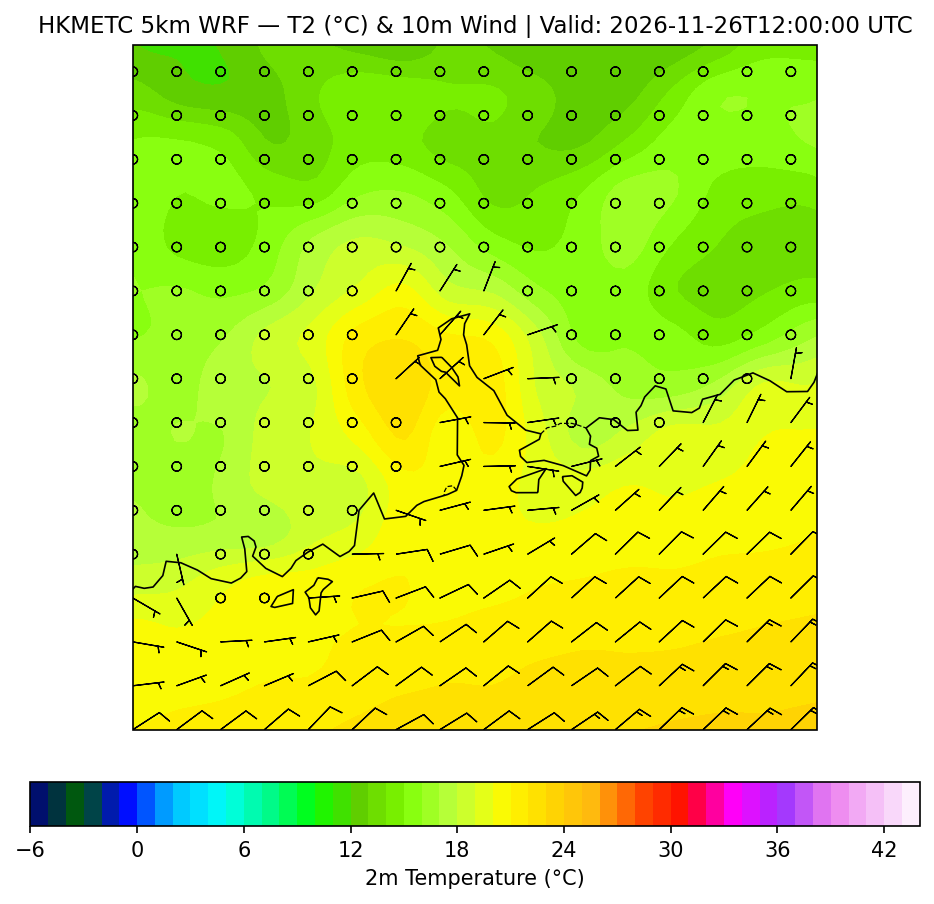 HKMETC 5km WRF — T2 (°C) & 10m Wind | Valid: 2026-11-26T12:00:00 UTC
−6 0 6 12 18 24 30 36 42
2m Temperature (°C)